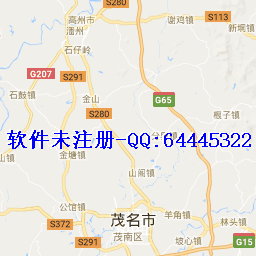 S280
高州市
潘州
谢鸡镇
S113
新垌镇
石仔岭
G207
S291
石鼓镇
金山
G65
S280
根子镇
软件未注册-QQ:64445322
金塘镇
山阁镇
公馆镇
茂名市
羊角镇
林头镇
S372
茂南区
S291
坡心镇
G15